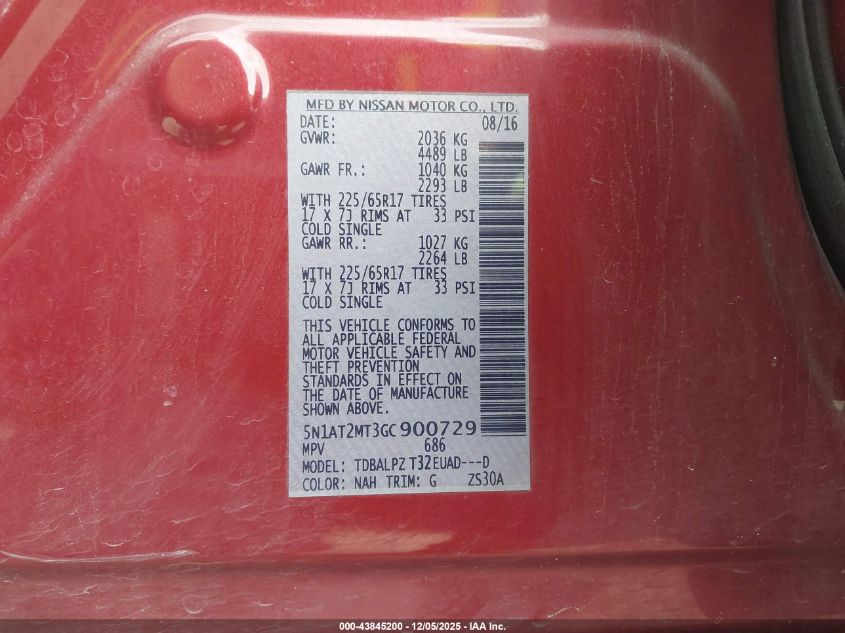 MFD BY NISSAN MOTOR CO., LTD.
DATE: 08/16
GVWR: 2036 KG
4489 LB
GAWR FR.: 1040 KG
2293 LB
WITH 225/65R17 TIRES
17 X 7J RIMS AT 33 PSI
COLD SINGLE
GAWR RR.: 1027 KG
2264 LB
WITH 225/65R17 TIRES
17 X 7J RIMS AT 33 PSI
COLD SINGLE
THIS VEHICLE CONFORMS TO
ALL APPLICABLE FEDERAL
MOTOR VEHICLE SAFETY AND
THEFT PREVENTION
STANDARDS IN EFFECT ON
THE DATE OF MANUFACTURE
SHOWN ABOVE.
5N1AT2MT3GC900729
MPV 686
MODEL: TDBALPZ T32EUAD---D
COLOR: NAH TRIM: G ZS30A
000-43845200 - 12/05/2025 - IAA Inc.